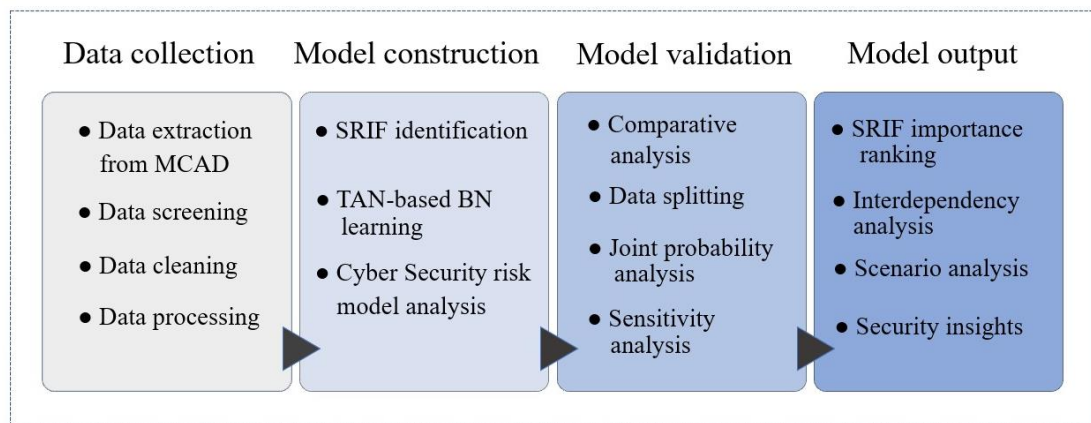 Data collection
● Data extraction
from MCAD
● Data screening
● Data cleaning
● Data processing
Model construction
● SRIF identification
● TAN-based BN
learning
● Cyber Security risk
model analysis
Model validation
● Comparative
analysis
● Data splitting
● Joint probability
analysis
● Sensitivity
analysis
Model output
● SRIF importance
ranking
● Interdependency
analysis
● Scenario analysis
● Security insights